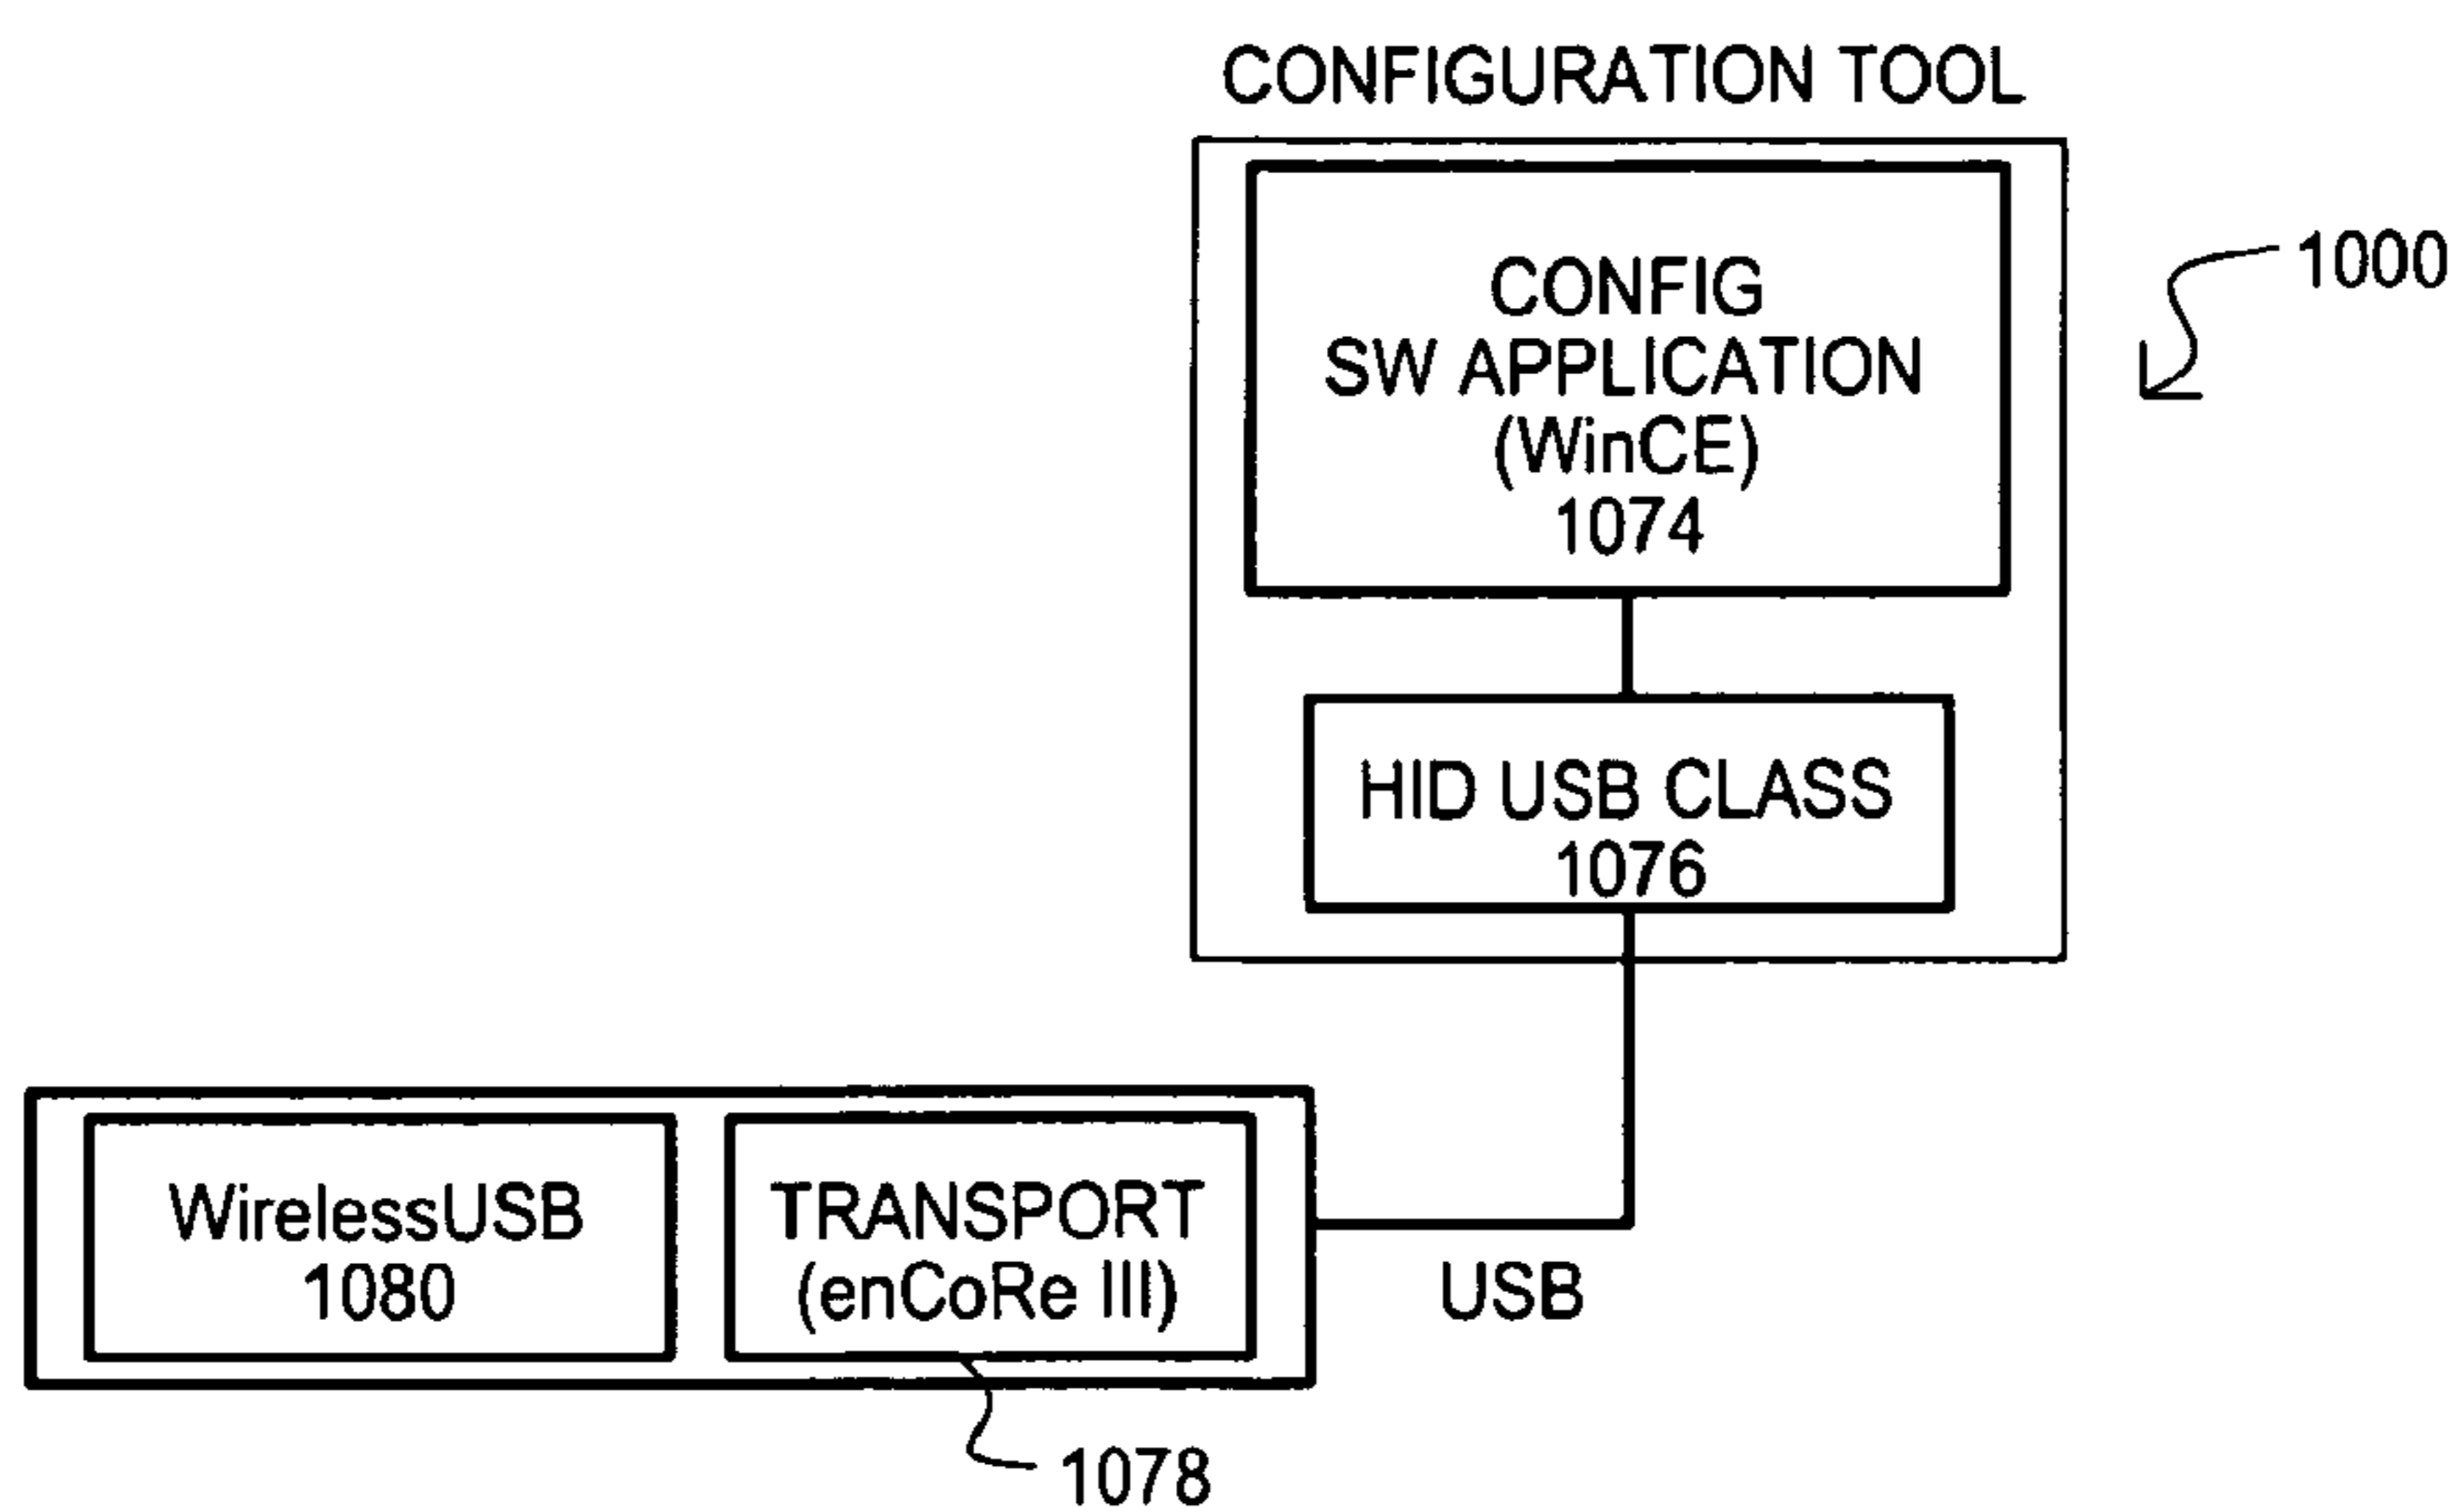 CONFIGURATION TOOL
CONFIG
SW APPLICATION
(WinCE)
1074
1000
HID USB CLASS
1076
WirelessUSB
1080
TRANSPORT
(enCoRe III)
USB
1078